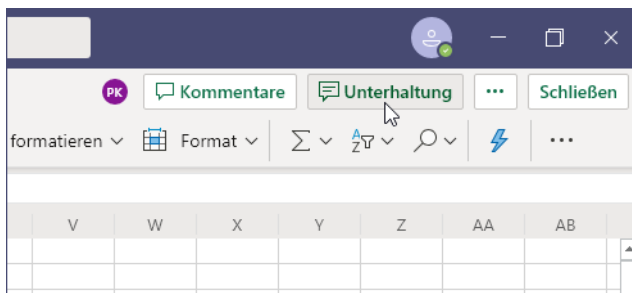 PK Kommentare Unterhaltung ... Schließen
formatieren Format A Z ...
V W X Y Z AA AB